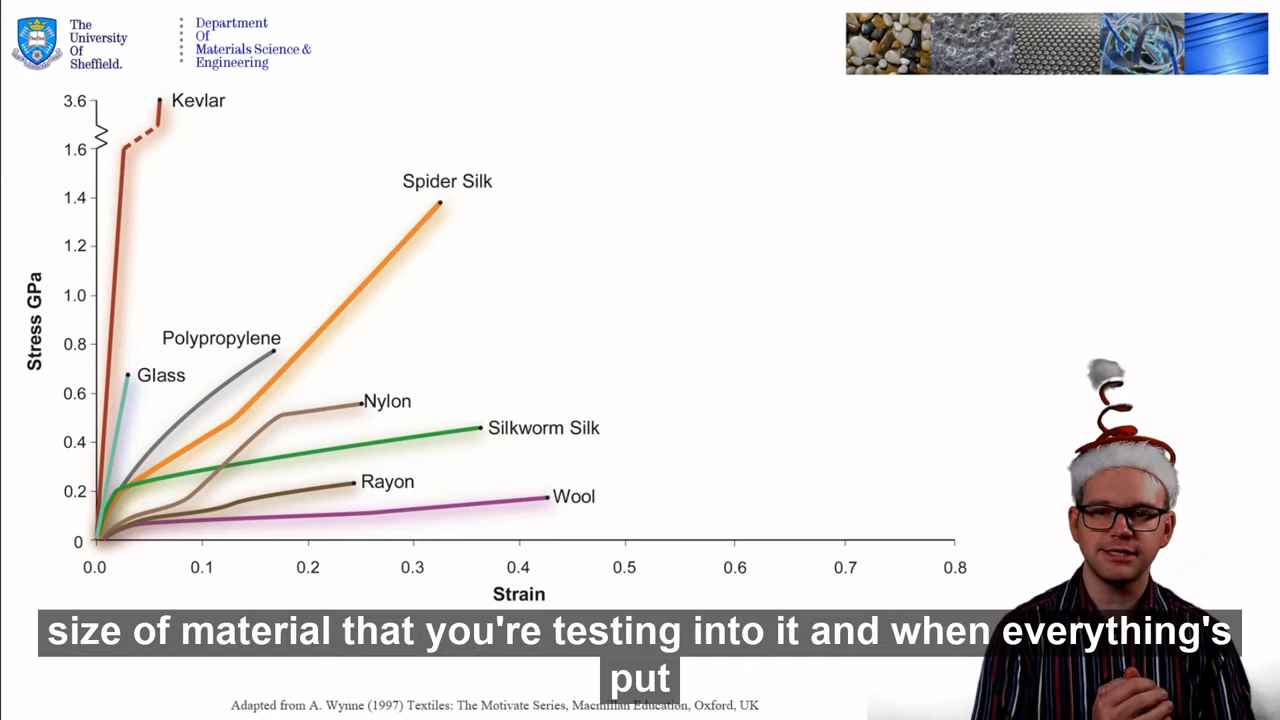 The
University
Of
Sheffield.
Department
Of
Materials Science &
Engineering
3.6
Kevlar
1.6
Spider Silk
1.4
1.2
1.0
Stress GPa
0.8
Polypropylene
Glass
0.6
Nylon
0.4
Silkworm Silk
0.2
Rayon
Wool
0
0.0 0.1 0.2 0.3 0.4 0.5 0.6 0.7 0.8
Strain
size of material that you're testing into it and when everything's
put
Adapted from A. Wynne (1997) Textiles: The Motivate Series, Macmillan Education, Oxford, UK